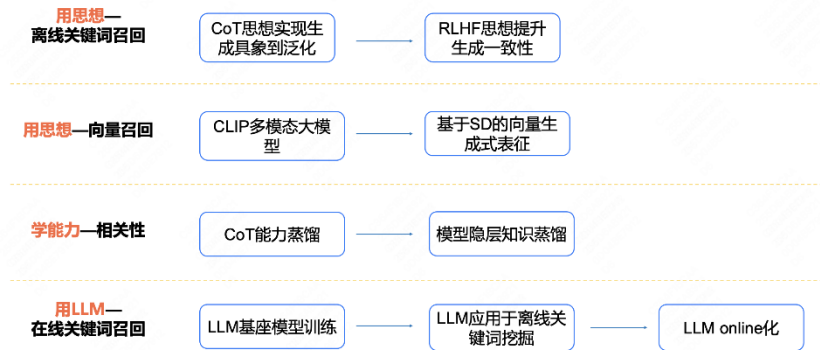 用思想—
离线关键词召回
CoT思想实现生
成具象到泛化
RLHF思想提升
生成一致性
用思想—向量召回
CLIP多模态大模
型
基于SD的向量生
成式表征
学能力—相关性
CoT能力蒸馏
模型隐层知识蒸馏
用LLM—
在线关键词召回
LLM基座模型训练
LLM应用于离线关
键词挖掘
LLM online化